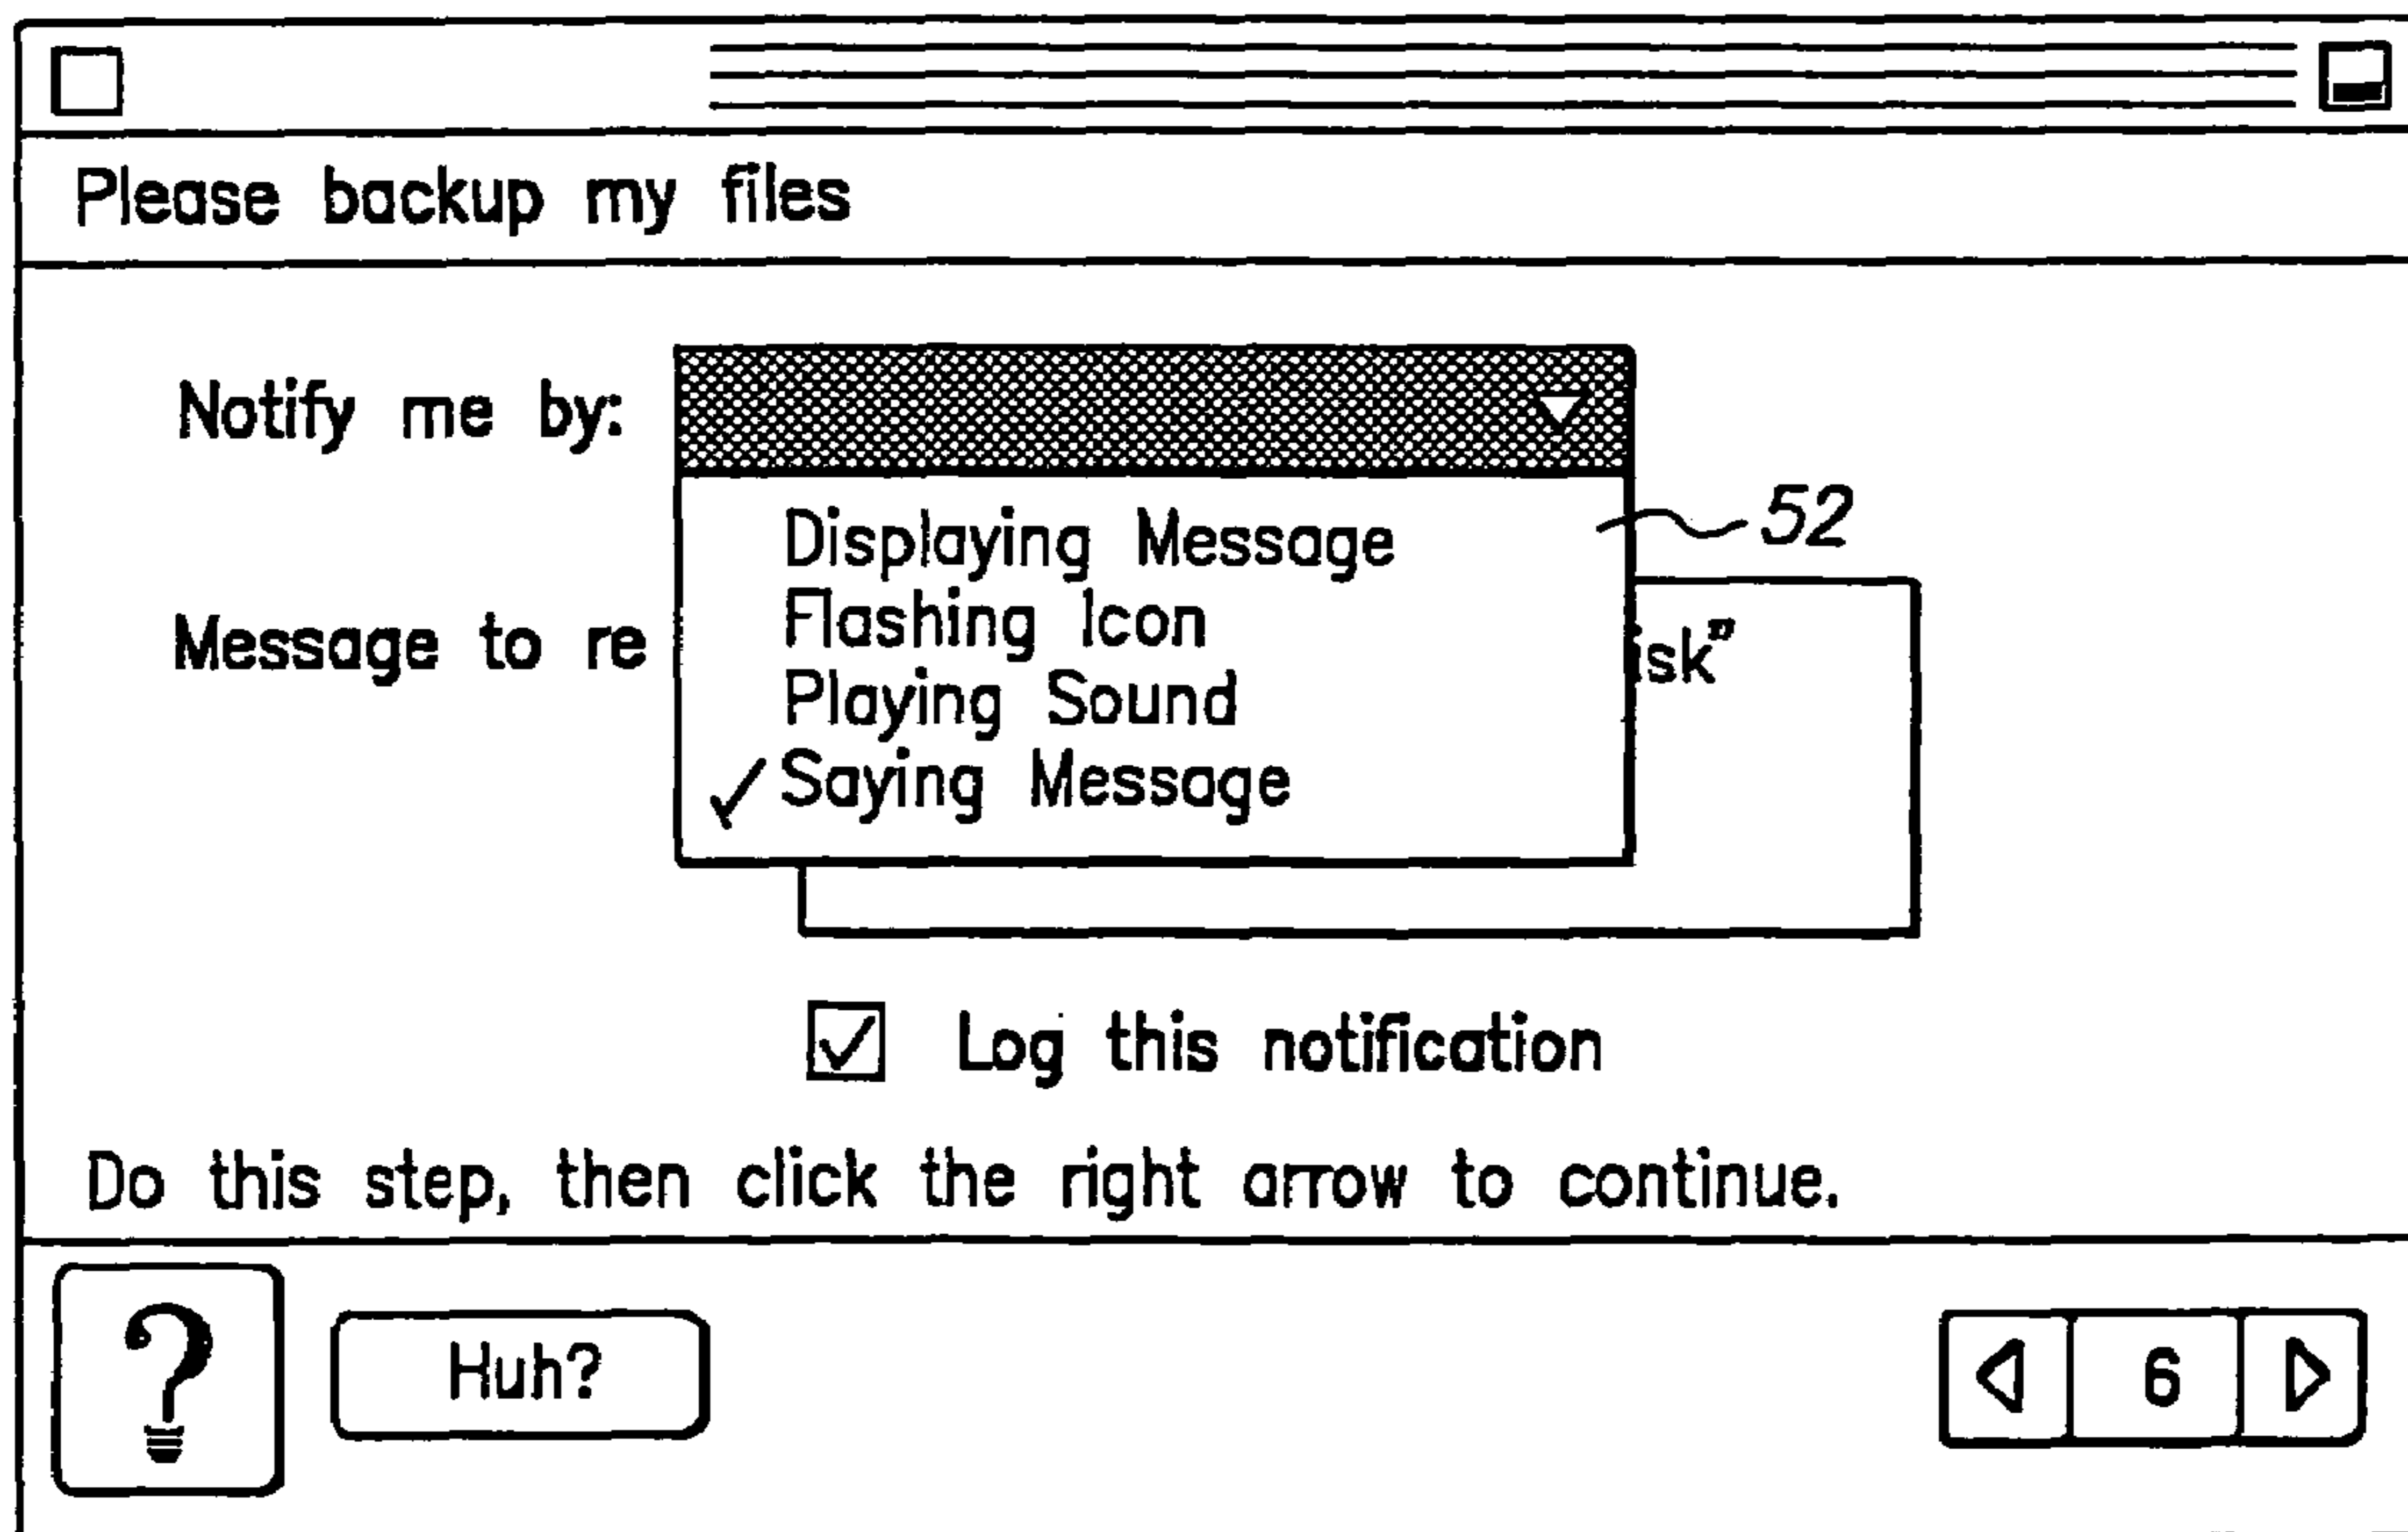 Please backup my files
Notify me by:
Displaying Message
52
Flashing Icon
Message to re
isk"
Playing Sound
✓ Saying Message
Log this notification
Do this step, then click the right arrow to continue.
?
Huh?
6